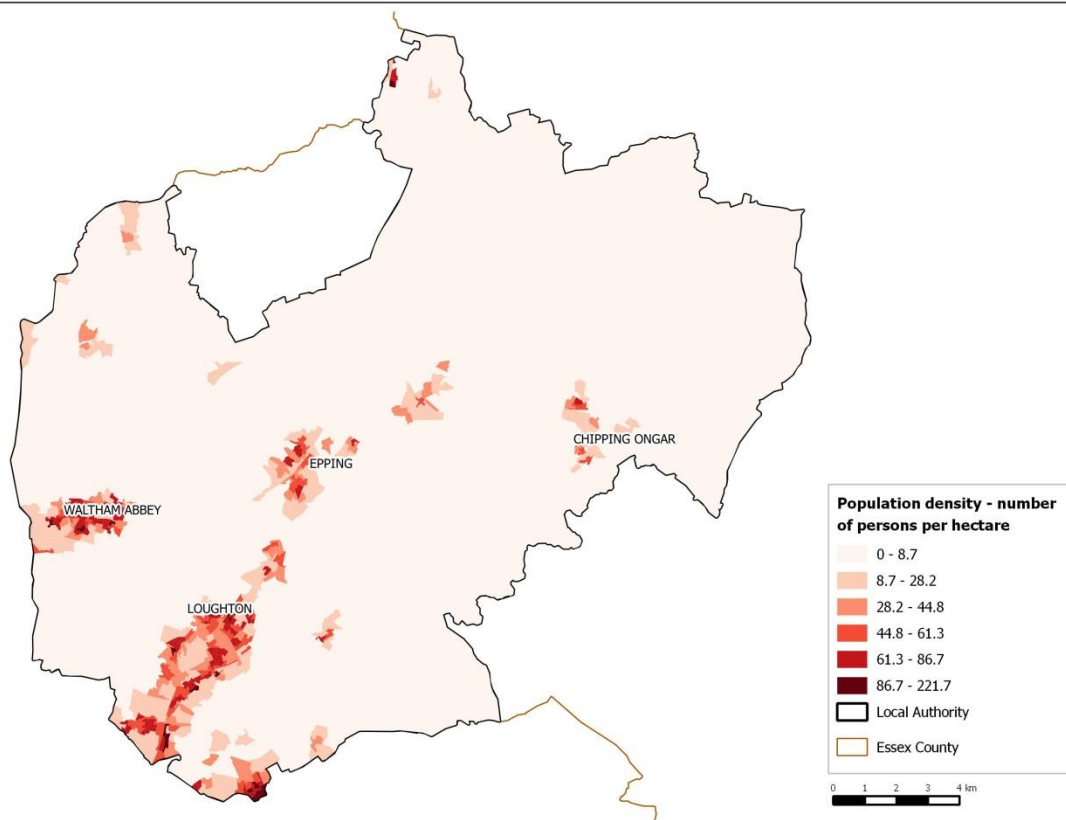 EPPING
CHIPPING ONGAR
WALTHAM ABBEY
LOUGHTON
Population density - number
of persons per hectare
0 - 8.7
8.7 - 28.2
28.2 - 44.8
44.8 - 61.3
61.3 - 86.7
86.7 - 221.7
Local Authority
Essex County
0 1 2 3 4 km